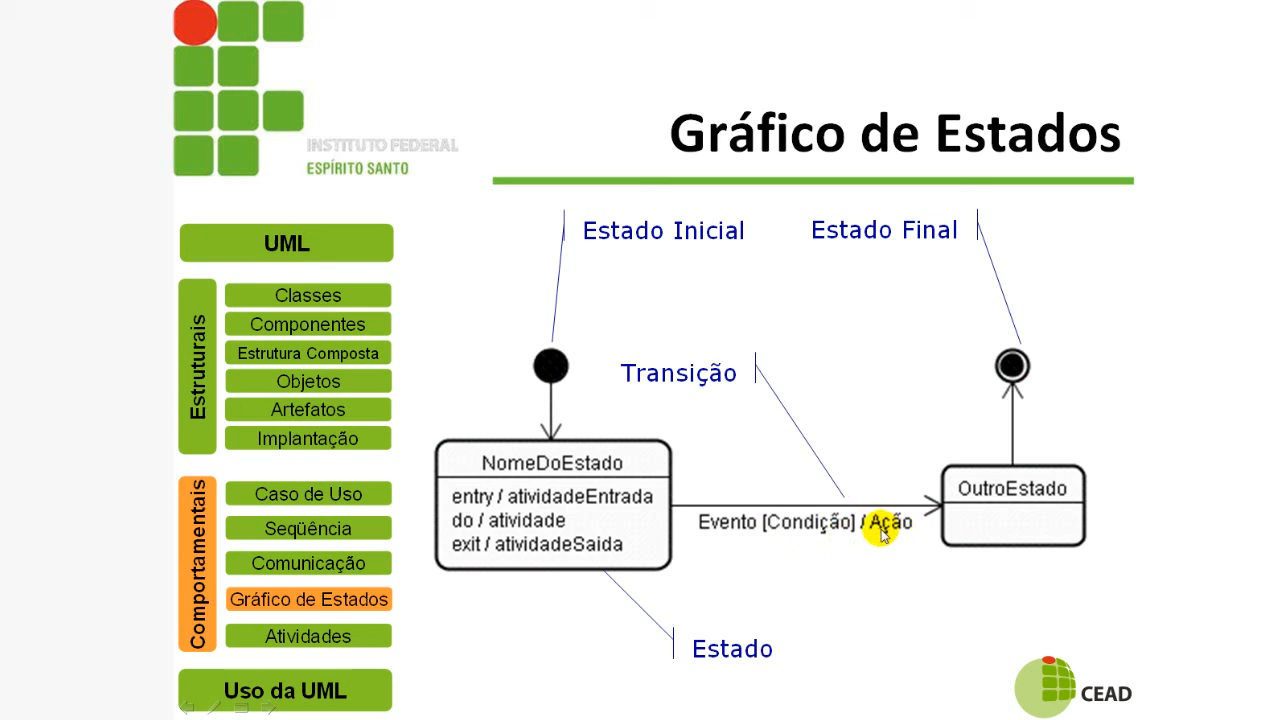 INSTITUTO FEDERAL
ESPÍRITO SANTO
Gráfico de Estados
UML
Estruturais
Classes
Componentes
Estrutura Composta
Objetos
Artefatos
Implantação
Comportamentais
Caso de Uso
Seqüência
Comunicação
Gráfico de Estados
Atividades
Uso da UML
Estado Inicial
Estado Final
Transição
NomeDoEstado
entry / atividadeEntrada
do / atividade
exit / atividadeSaida
Evento [Condição] / Ação
OutroEstado
Estado
CEAD